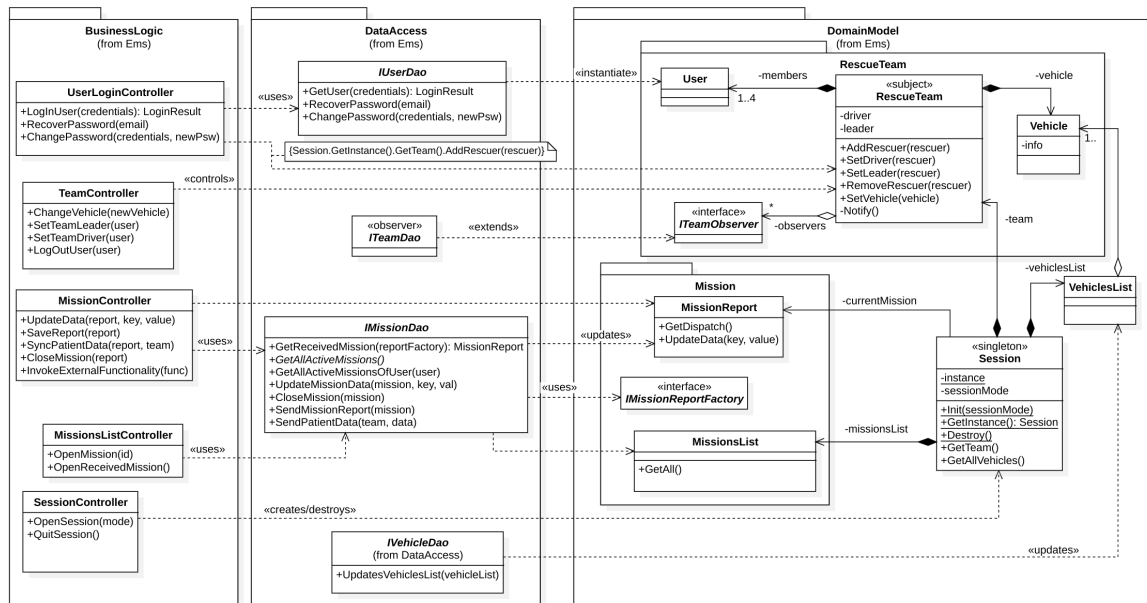 BusinessLogic
(from Ems)
UserLoginController
+LogInUser(credentials): LoginResult
+RecoverPassword(email)
+ChangePassword(credentials, newPsw)
TeamController
+ChangeVehicle(newVehicle)
+SetTeamLeader(user)
+SetTeamDriver(user)
+LogOutUser(user)
MissionController
+UpdateData(report, key, value)
+SaveReport(report)
+SyncPatientData(report, team)
+CloseMission(report)
+InvokeExternalFunctionality(func)
MissionsListController
+OpenMission(id)
+OpenReceivedMission()
SessionController
+OpenSession(mode)
+QuitSession()
«uses»
«controls»
«uses»
«uses»
«creates/destroys»
DataAccess
(from Ems)
IUserDao
+GetUser(credentials): LoginResult
+RecoverPassword(email)
+ChangePassword(credentials, newPsw)
{Session.GetInstance().GetTeam().AddRescuer(rescuer)}
«observer»
ITeamDao
IMissionDao
+GetReceivedMission(reportFactory): MissionReport
+GetAllActiveMissions()
+GetAllActiveMissionsOfUser(user)
+UpdateMissionData(mission, key, val)
+CloseMission(mission)
+SendMissionReport(mission)
+SendPatientData(team, data)
IVehicleDao
(from DataAccess)
+UpdatesVehiclesList(vehicleList)
«instantiate»
«extends»
«updates»
«uses»
«updates»
DomainModel
(from Ems)
RescueTeam
User
-members
1..4
«subject»
RescueTeam
-driver
-leader
+AddRescuer(rescuer)
+SetDriver(rescuer)
+SetLeader(rescuer)
+RemoveRescuer(rescuer)
+SetVehicle(vehicle)
-Notify()
-vehicle
Vehicle
-info
1..
«interface»
ITeamObserver
*
-observers
-team
-vehiclesList
VehiclesList
Mission
MissionReport
+GetDispatch()
+UpdateData(key, value)
-currentMission
«interface»
IMissionReportFactory
MissionsList
+GetAll()
-missionsList
«singleton»
Session
-instance
-sessionMode
+Init(sessionMode)
+GetInstance(): Session
+Destroy()
+GetTeam()
+GetAllVehicles()